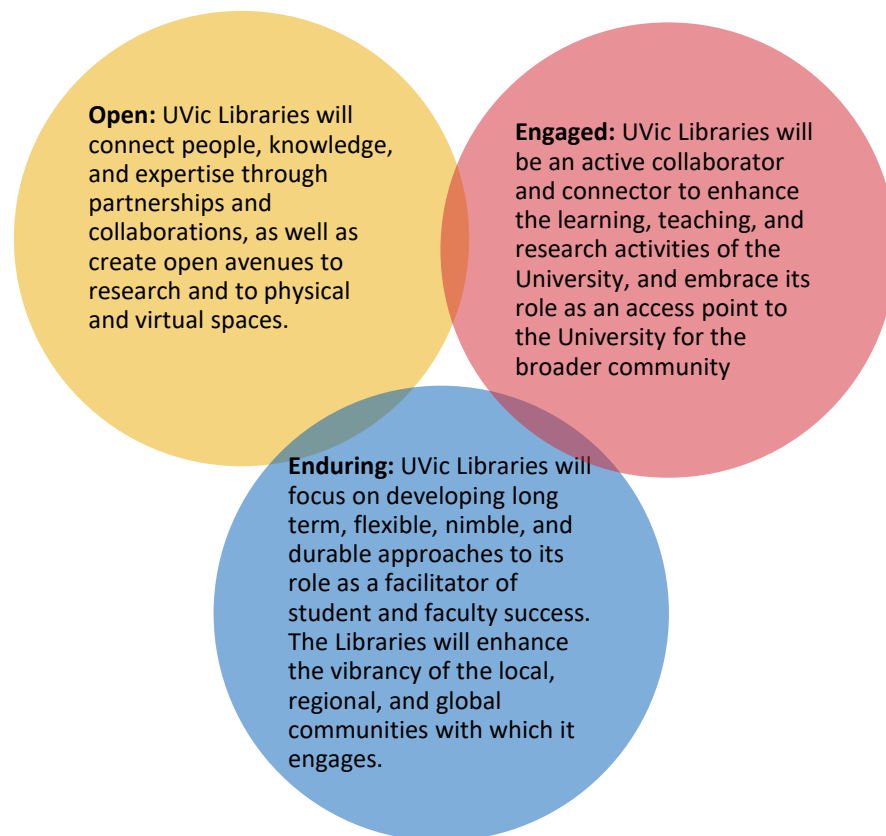 Open: UVic Libraries will
connect people, knowledge,
and expertise through
partnerships and
collaborations, as well as
create open avenues to
research and to physical
and virtual spaces.
Engaged: UVic Libraries will
be an active collaborator
and connector to enhance
the learning, teaching, and
research activities of the
University, and embrace its
role as an access point to
the University for the
broader community
Enduring: UVic Libraries will
focus on developing long
term, flexible, nimble, and
durable approaches to its
role as a facilitator of
student and faculty success.
The Libraries will enhance
the vibrancy of the local,
regional, and global
communities with which it
engages.